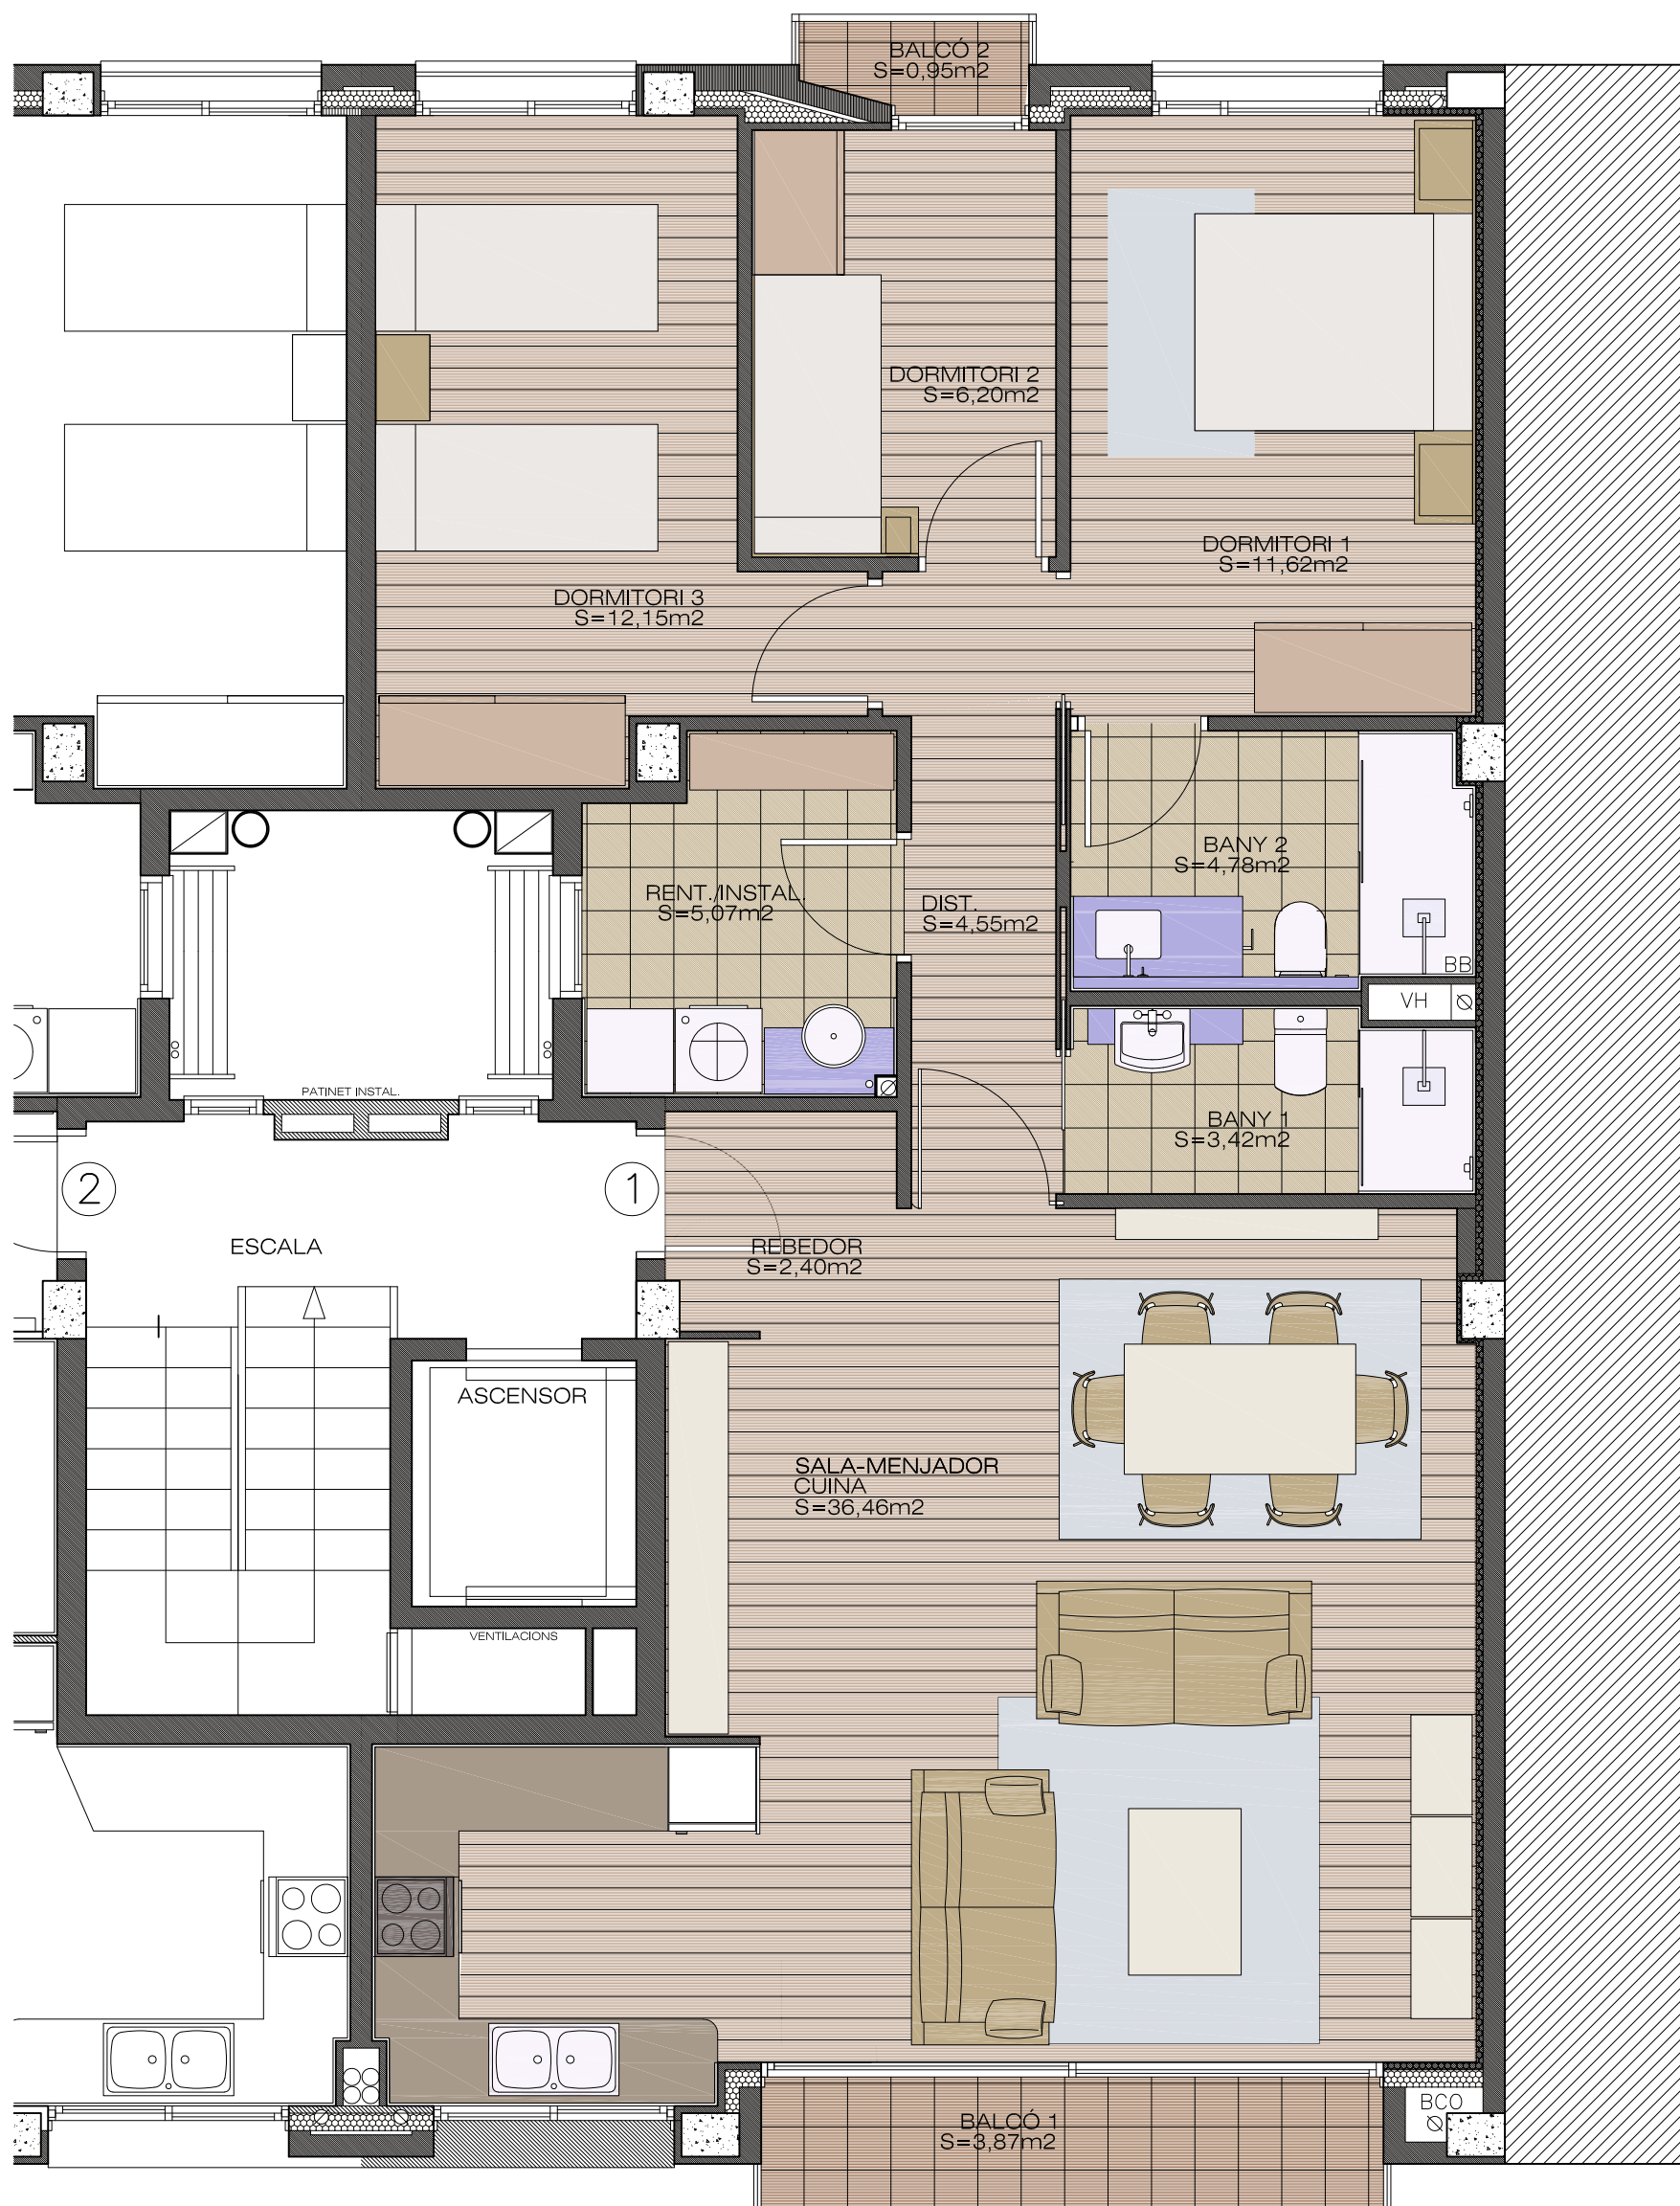 BALCÓ 2
S=0,95m2
DORMITORI 2
S=6,20m2
DORMITORI 1
S=11,62m2
DORMITORI 3
S=12,15m2
BANY 2
S=4,78m2
RENT./INSTAL.
S=5,07m2
DIST.
S=4,55m2
BB
VH
PATINET INSTAL.
BANY 1
S=3,42m2
2
1
ESCALA
REBEDOR
S=2,40m2
ASCENSOR
SALA-MENJADOR
CUINA
S=36,46m2
VENTILACIONS
BCO
BALCÓ 1
S=3,87m2